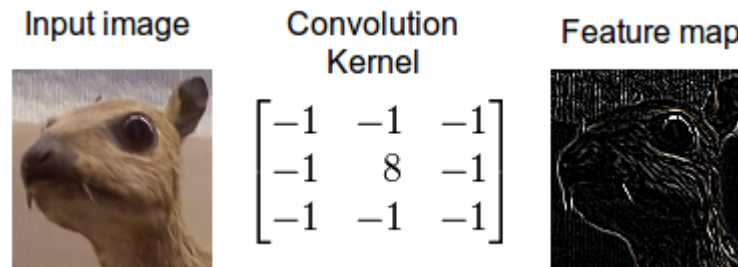 Input image
Convolution
Kernel
Feature map
−1 −1 −1
−1 8 −1
−1 −1 −1